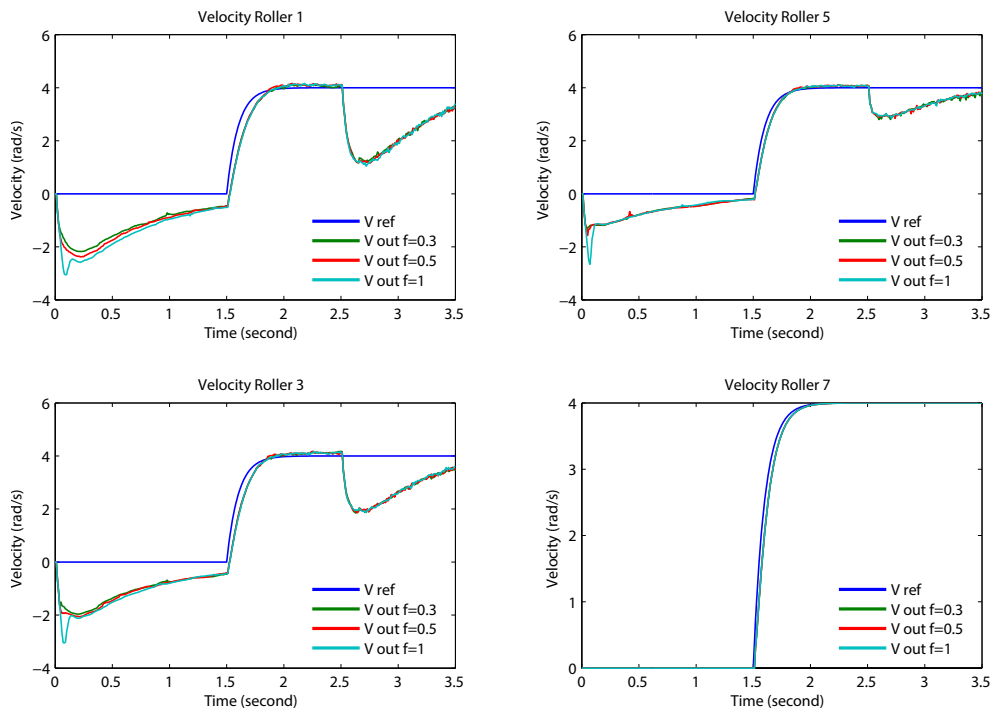 Velocity Roller 1
6
4
2
0
−2
−4
Velocity (rad/s)
0 0.5 1 1.5 2 2.5 3 3.5
Time (second)
V ref
V out f=0.3
V out f=0.5
V out f=1
Velocity Roller 5
6
4
2
0
−2
−4
Velocity (rad/s)
0 0.5 1 1.5 2 2.5 3 3.5
Time (second)
V ref
V out f=0.3
V out f=0.5
V out f=1
Velocity Roller 3
6
4
2
0
−2
−4
Velocity (rad/s)
0 0.5 1 1.5 2 2.5 3 3.5
Time (second)
V ref
V out f=0.3
V out f=0.5
V out f=1
Velocity Roller 7
4
3
2
1
0
Velocity (rad/s)
0 0.5 1 1.5 2 2.5 3 3.5
Time (second)
V ref
V out f=0.3
V out f=0.5
V out f=1